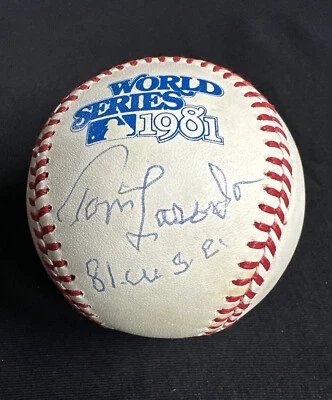 WORLD
SERIES
1981
Tom Lasorda
81 W S C